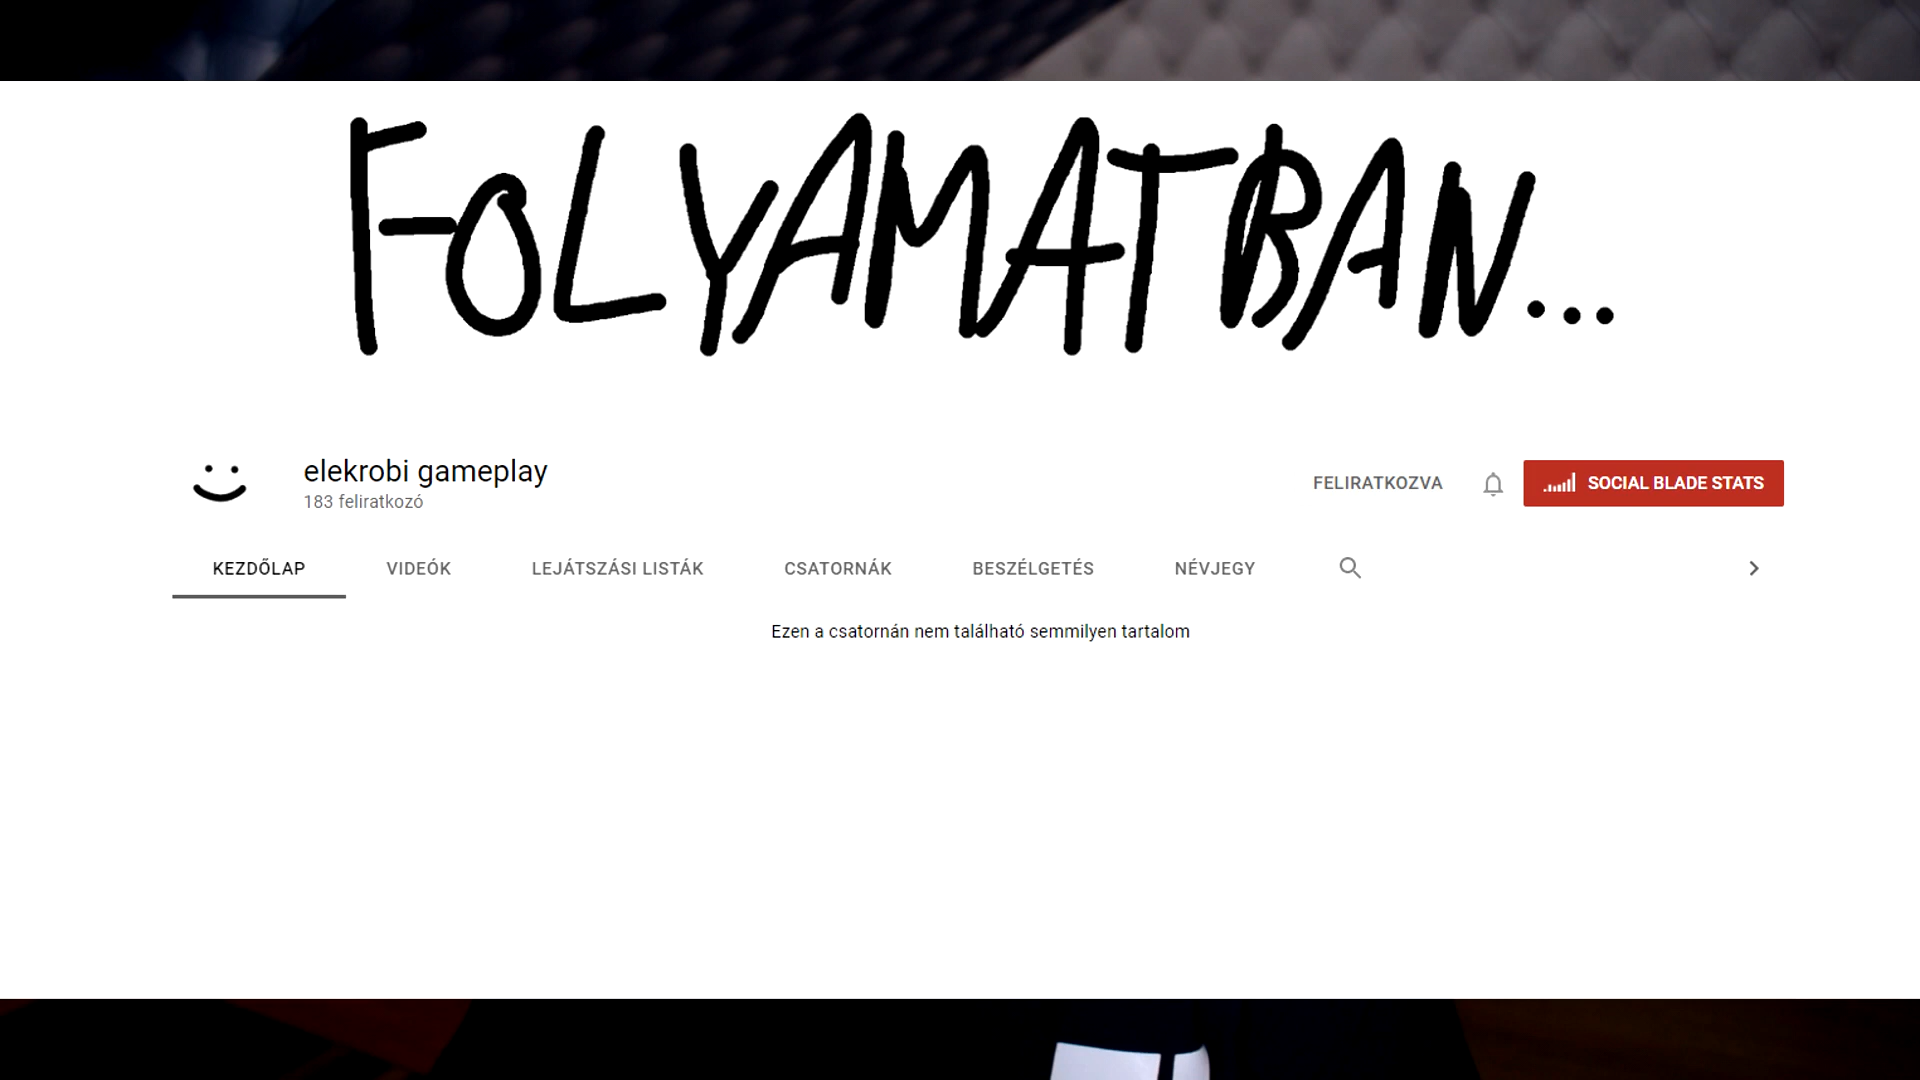 FOLYAMATBAN...
elekrobi gameplay
183 feliratkozó
FELIRATKOZVA
SOCIAL BLADE STATS
KEZDŐLAP VIDEÓK LEJÁTSZÁSI LISTÁK CSATORNÁK BESZÉLGETÉS NÉVJEGY
Ezen a csatornán nem található semmilyen tartalom